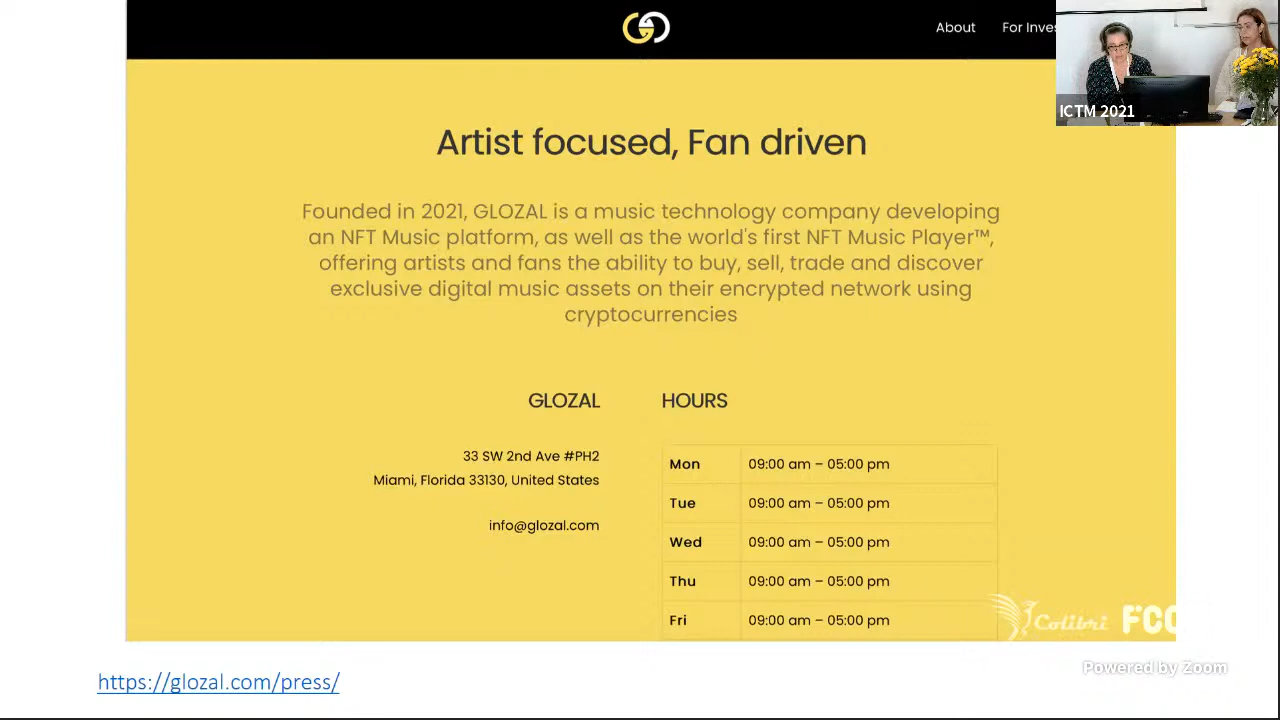 About
For Inves
ICTM 2021
Artist focused, Fan driven
Founded in 2021, GLOZAL is a music technology company developing
an NFT Music platform, as well as the world's first NFT Music Player™,
offering artists and fans the ability to buy, sell, trade and discover
exclusive digital music assets on their encrypted network using
cryptocurrencies
GLOZAL
33 SW 2nd Ave #PH2
Miami, Florida 33130, United States
info@glozal.com
HOURS
Mon 09:00 am – 05:00 pm
Tue 09:00 am – 05:00 pm
Wed 09:00 am – 05:00 pm
Thu 09:00 am – 05:00 pm
Fri 09:00 am – 05:00 pm
Colibri
Powered by Zoom
https://glozal.com/press/